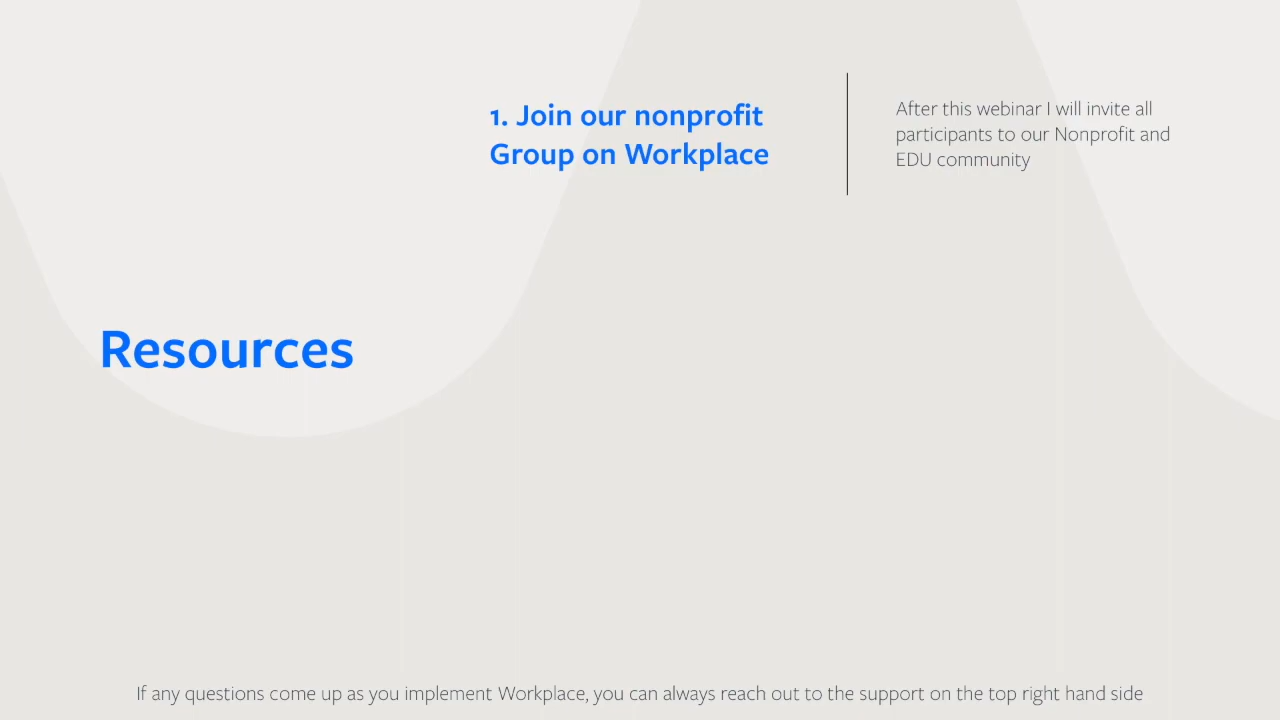 1. Join our nonprofit
Group on Workplace
After this webinar I will invite all
participants to our Nonprofit and
EDU community
Resources
If any questions come up as you implement Workplace, you can always reach out to the support on the top right hand side